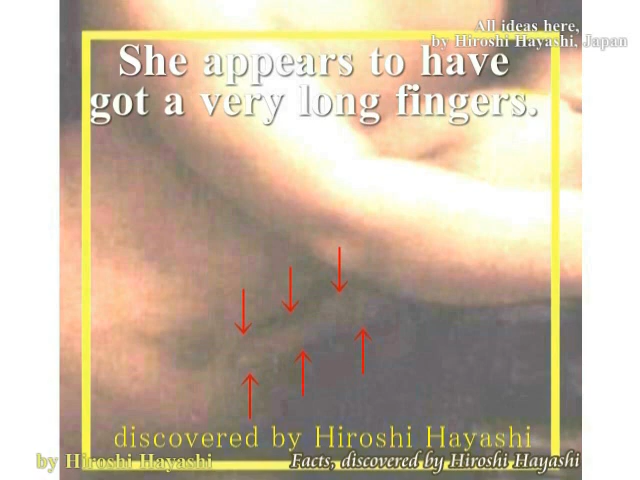 All ideas here,
by Hiroshi Hayashi, Japan
She appears to have
got a very long fingers.
discovered by Hiroshi Hayashi
by Hiroshi Hayashi
Facts, discovered by Hiroshi Hayashi